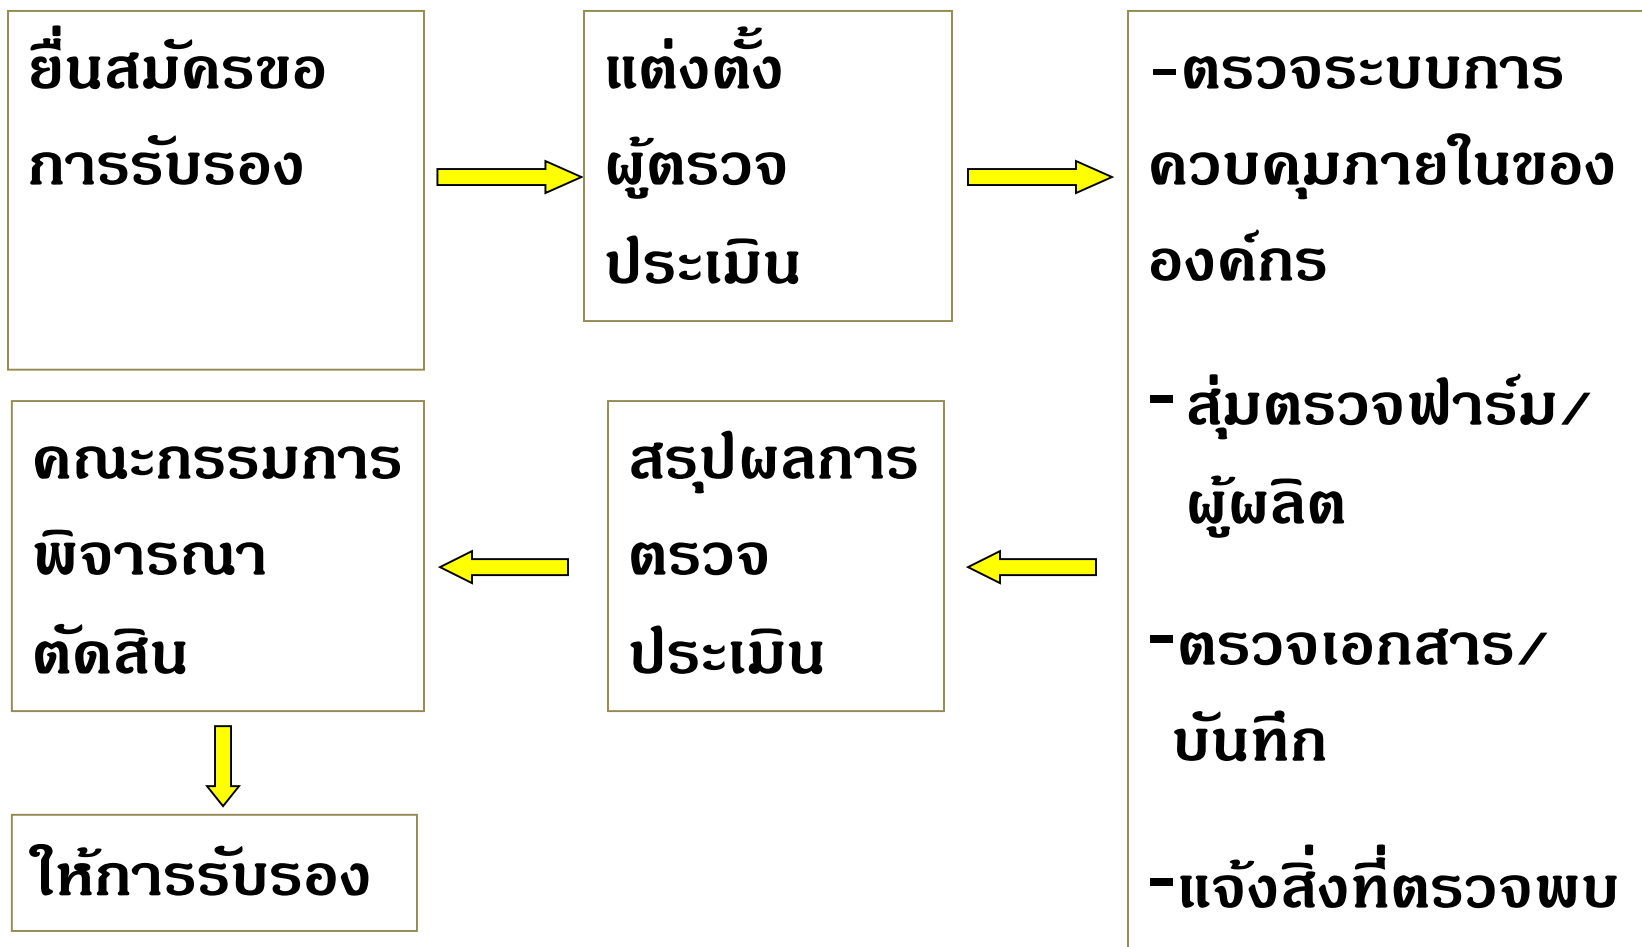 ยื่นสมัครขอ
การรับรอง
แต่งตั้ง
ผู้ตรวจ
ประเมิน
-ตรวจระบบการ
ควบคุมภายในของ
องค์กร
- สุ่มตรวจฟาร์ม/
ผู้ผลิต
-ตรวจเอกสาร/
บันทึก
-แจ้งสิ่งที่ตรวจพบ
สรุปผลการ
ตรวจ
ประเมิน
คณะกรรมการ
พิจารณา
ตัดสิน
ให้การรับรอง